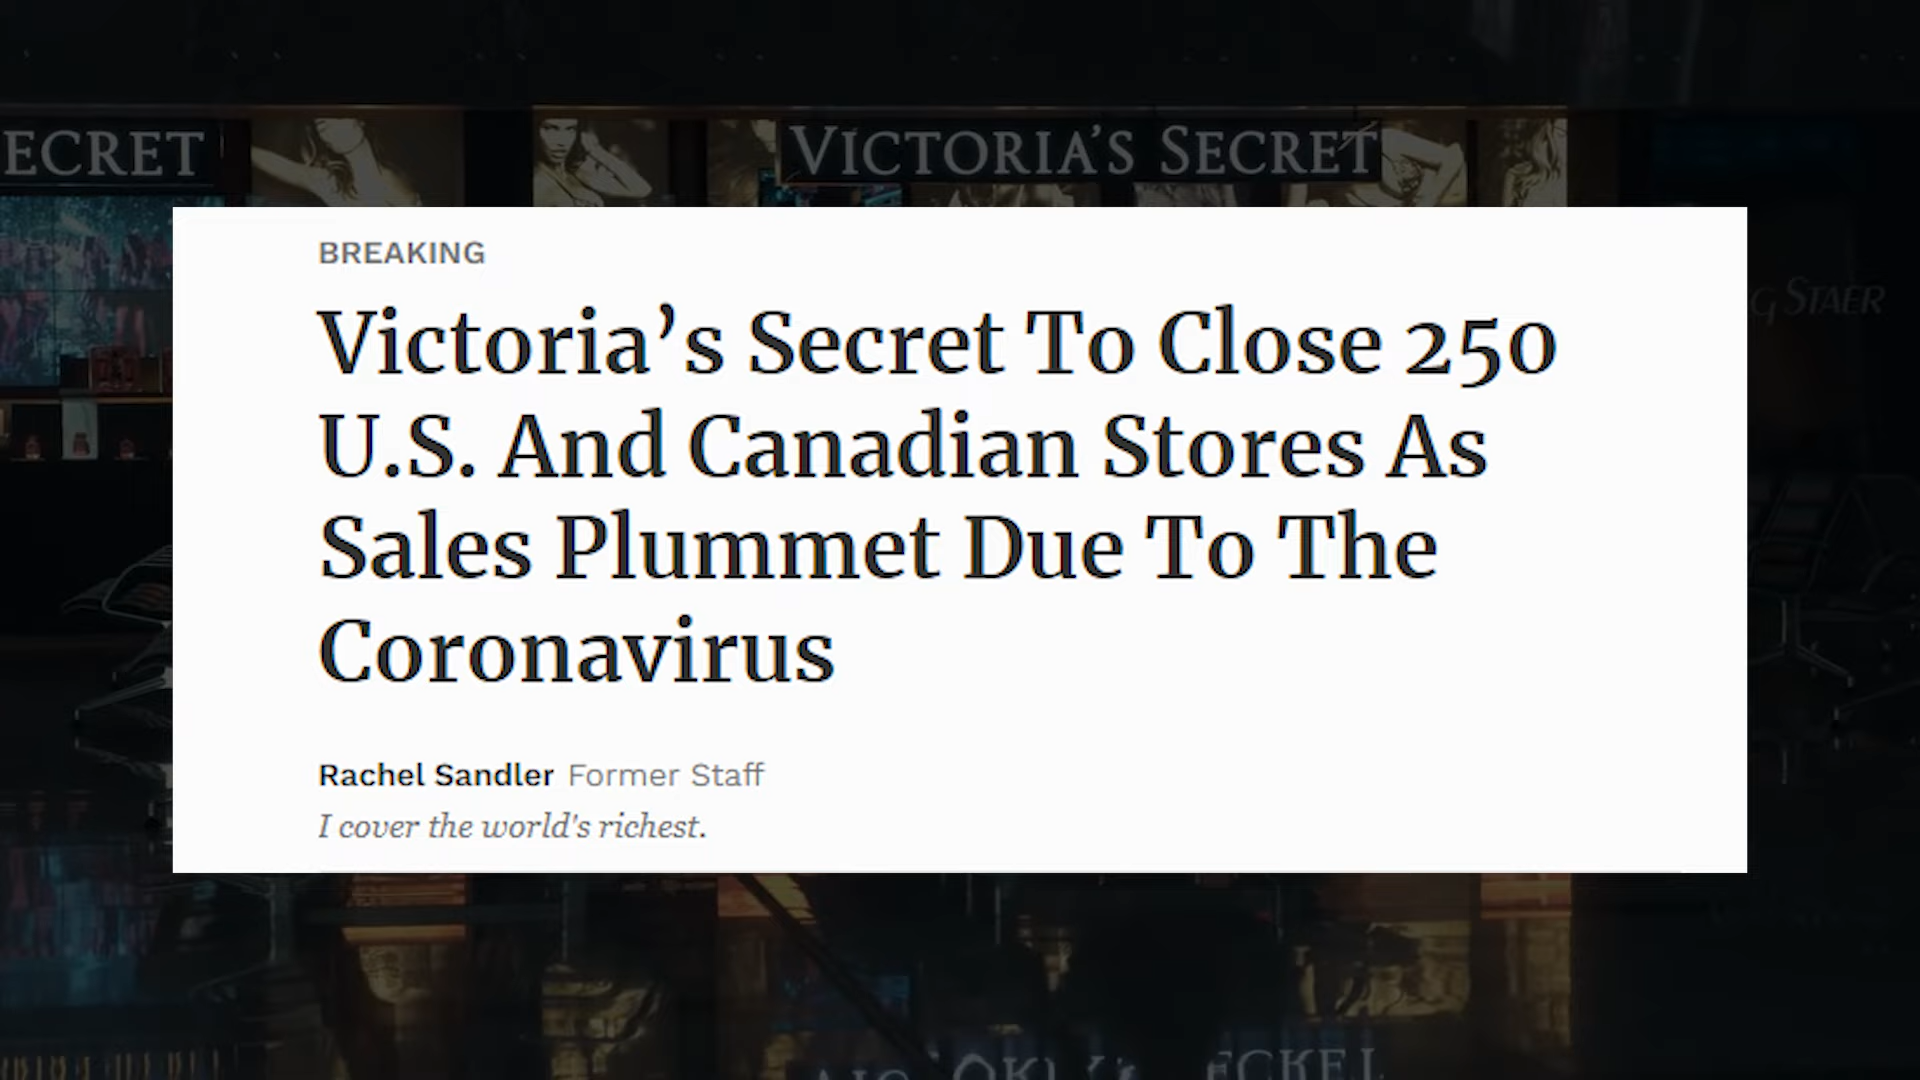 ECRET
VICTORIA'S SECRET
G STAER
BREAKING
Victoria’s Secret To Close 250
U.S. And Canadian Stores As
Sales Plummet Due To The
Coronavirus
Rachel Sandler Former Staff
I cover the world's richest.